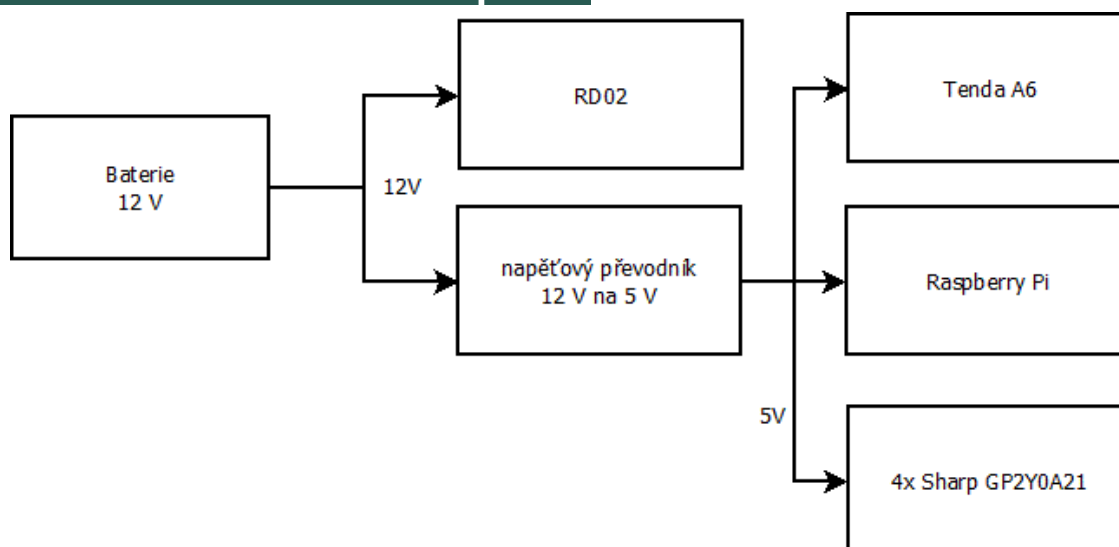 Baterie
12 V
12V
RD02
napěťový převodník
12 V na 5 V
5V
Tenda A6
Raspberry Pi
4x Sharp GP2Y0A21